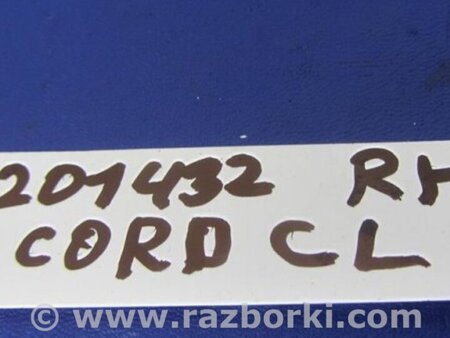 201432 RH
CORD CL
© www.razborki.com